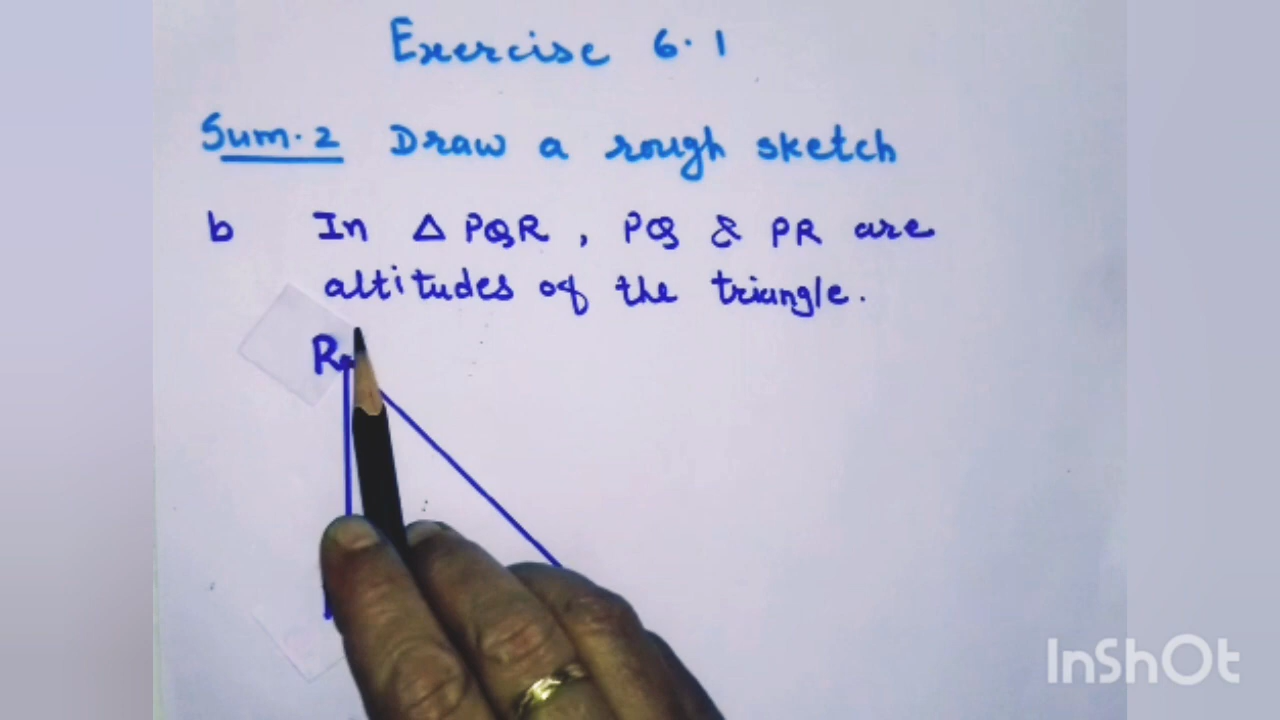 Exercise 6.1
Sum.2 Draw a rough sketch
b In △ PQR, PQ & PR are
altitudes of the triangle.
R
InShOt